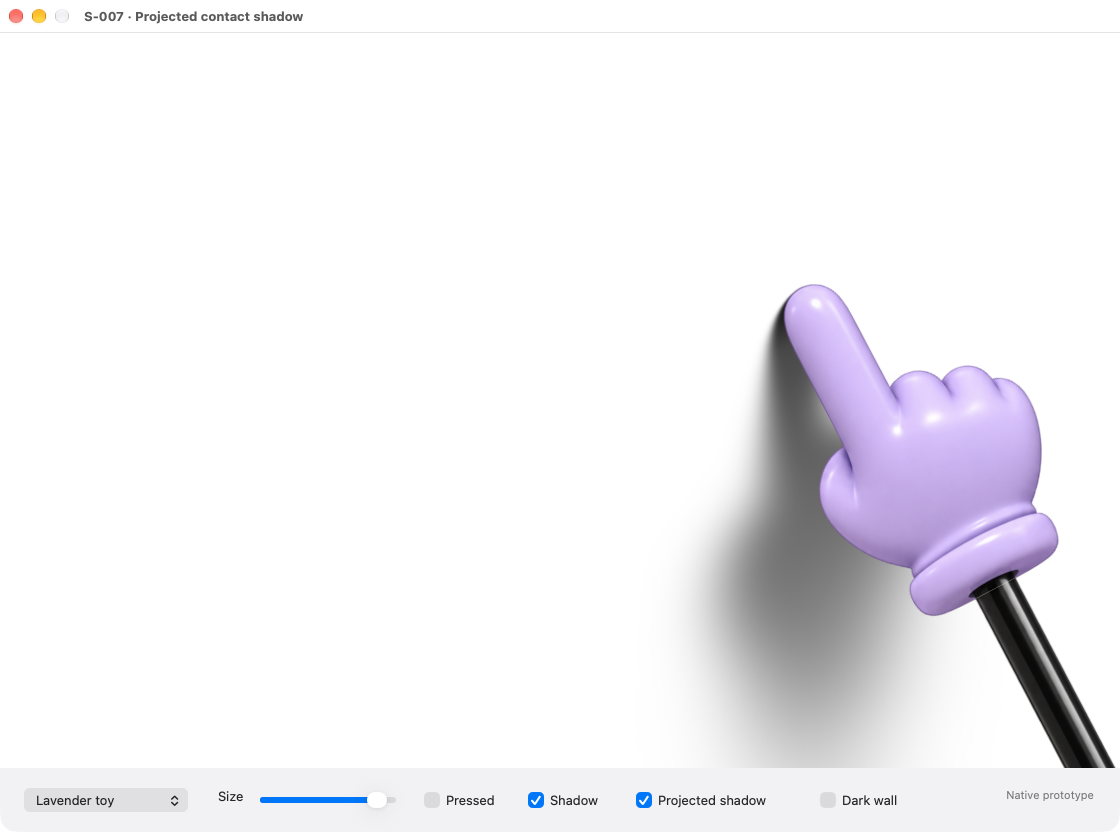 S-007 · Projected contact shadow
Lavender toy
Size
Pressed
Shadow
Projected shadow
Dark wall
Native prototype